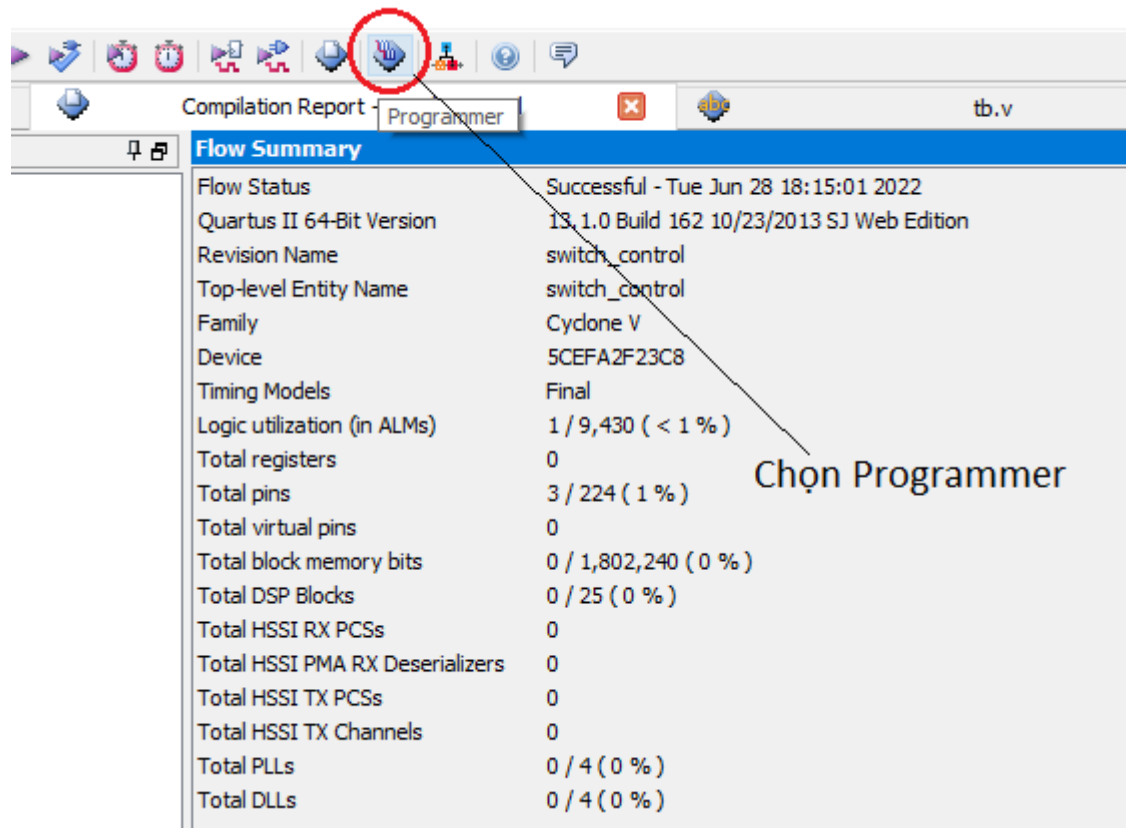 Compilation Report -
Programmer
tb.v
Flow Summary
Flow Status Successful - Tue Jun 28 18:15:01 2022
Quartus II 64-Bit Version 13.1.0 Build 162 10/23/2013 SJ Web Edition
Revision Name switch_control
Top-level Entity Name switch_control
Family Cyclone V
Device 5CEFA2F23C8
Timing Models Final
Logic utilization (in ALMs) 1 / 9,430 ( < 1 % )
Total registers 0
Total pins 3 / 224 ( 1 % )
Total virtual pins 0
Total block memory bits 0 / 1,802,240 ( 0 % )
Total DSP Blocks 0 / 25 ( 0 % )
Total HSSI RX PCSs 0
Total HSSI PMA RX Deserializers 0
Total HSSI TX PCSs 0
Total HSSI TX Channels 0
Total PLLs 0 / 4 ( 0 % )
Total DLLs 0 / 4 ( 0 % )
Chọn Programmer